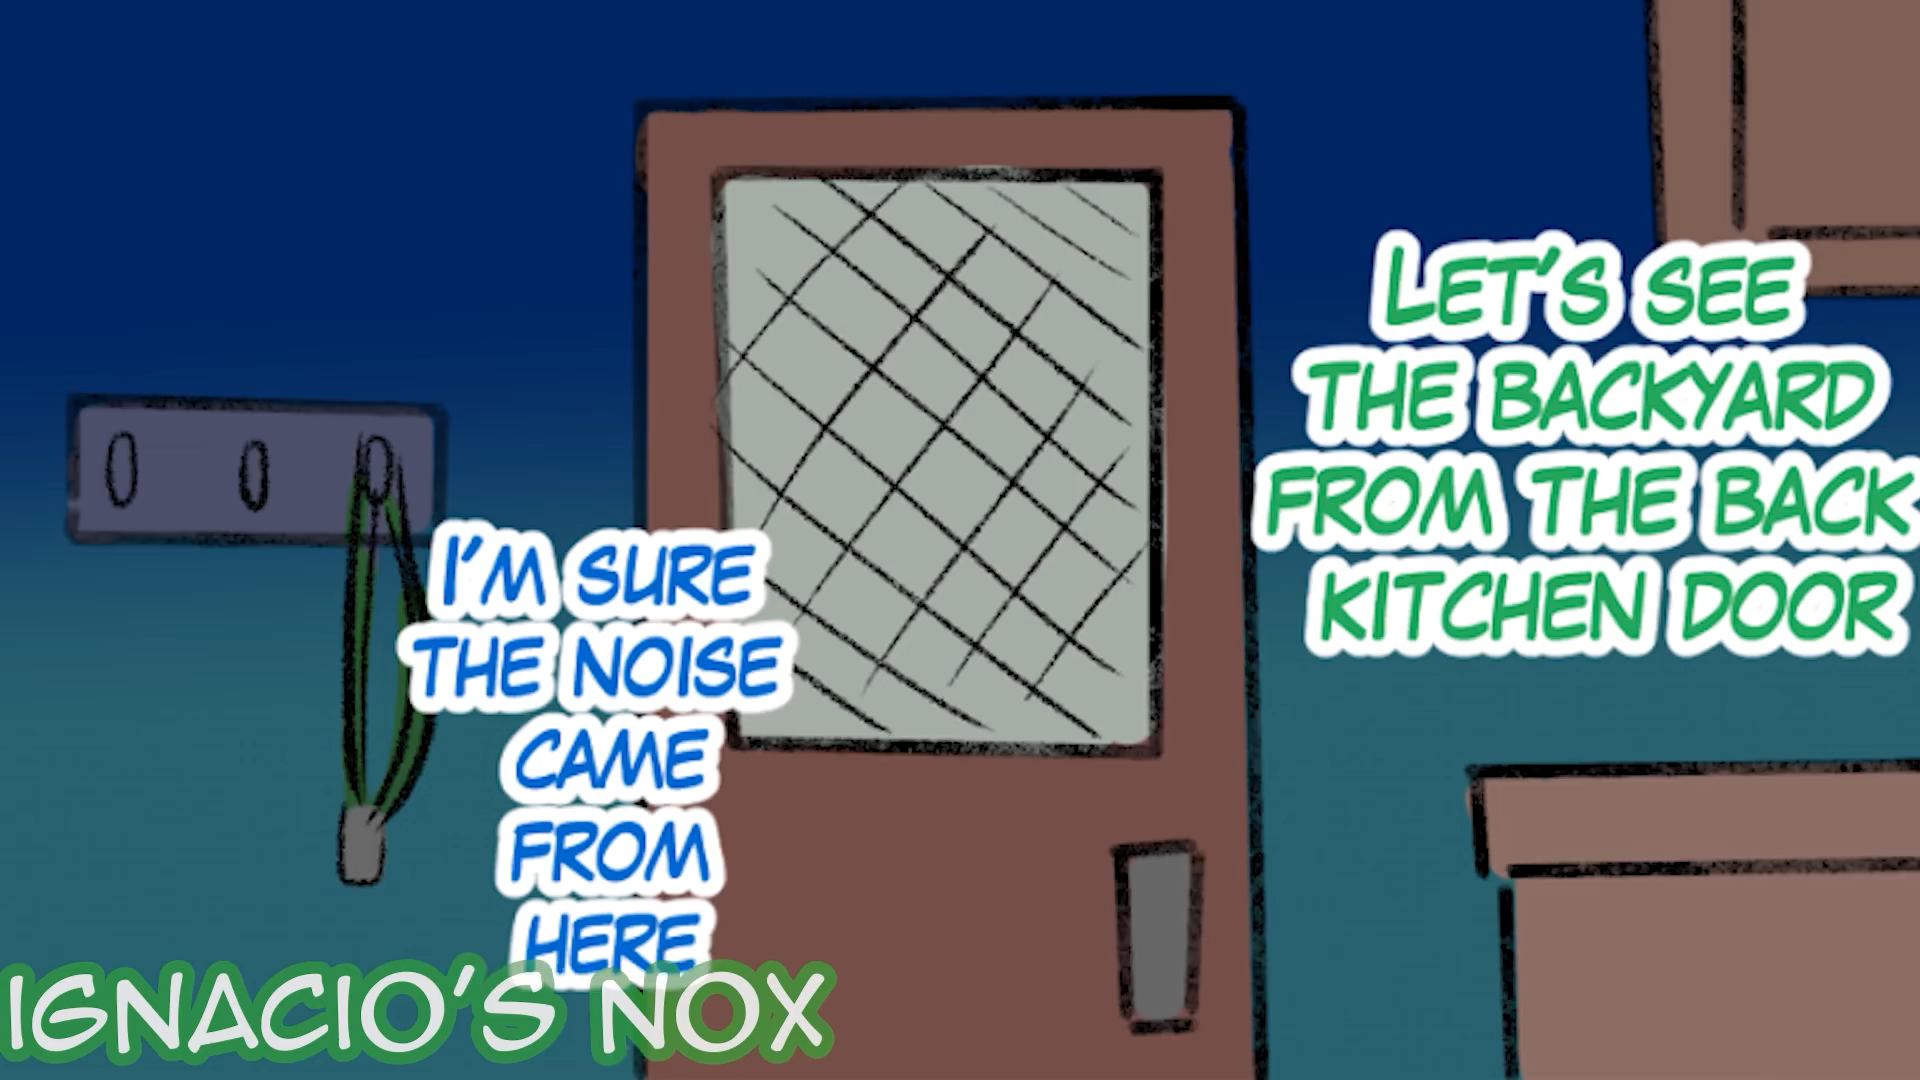 I'M SURE
THE NOISE
CAME
FROM
HERE
LET'S SEE
THE BACKYARD
FROM THE BACK
KITCHEN DOOR
IGNACIO'S NOX